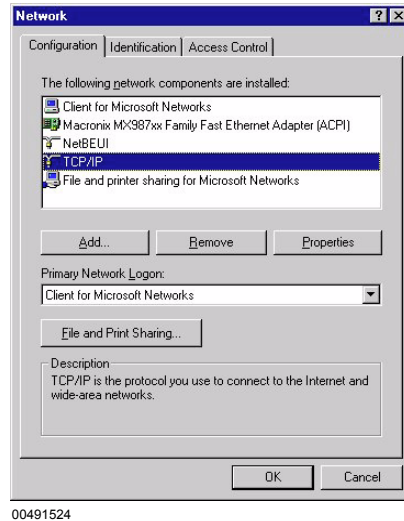 Network
Configuration Identification Access Control
The following network components are installed:
Client for Microsoft Networks
Macronix MX987xx Family Fast Ethernet Adapter (ACPI)
NetBEUI
TCP/IP
File and printer sharing for Microsoft Networks
Add... Remove Properties
Primary Network Logon:
Client for Microsoft Networks
File and Print Sharing...
Description
TCP/IP is the protocol you use to connect to the Internet and
wide-area networks.
OK Cancel
00491524